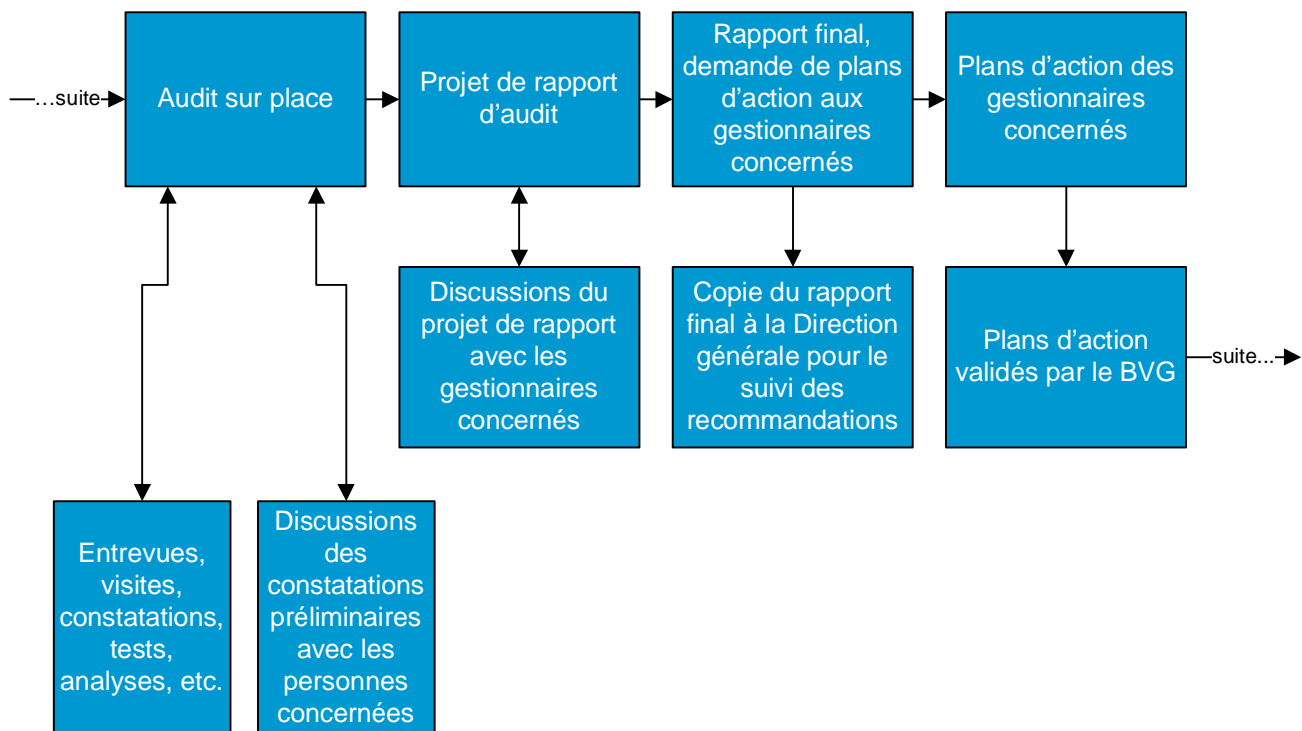 …suite
Audit sur place
Projet de rapport
d’audit
Rapport final,
demande de plans
d’action aux
gestionnaires
concernés
Plans d’action des
gestionnaires
concernés
Discussions du
projet de rapport
avec les
gestionnaires
concernés
Copie du rapport
final à la Direction
générale pour le
suivi des
recommandations
Plans d’action
validés par le BVG
suite...
Entrevues,
visites,
constatations,
tests,
analyses, etc.
Discussions
des
constatations
préliminaires
avec les
personnes
concernées